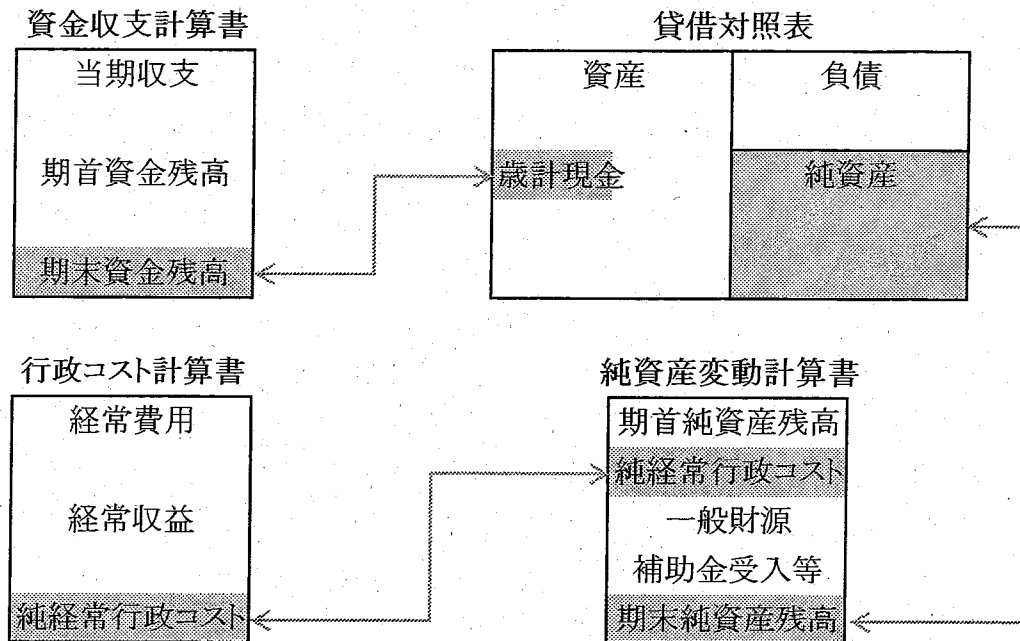 資金収支計算書
当期収支
期首資金残高
期末資金残高
貸借対照表
資産
負債
歳計現金
純資産
行政コスト計算書
経常費用
経常収益
純経常行政コスト
純資産変動計算書
期首純資産残高
純経常行政コスト
一般財源
補助金受入等
期末純資産残高